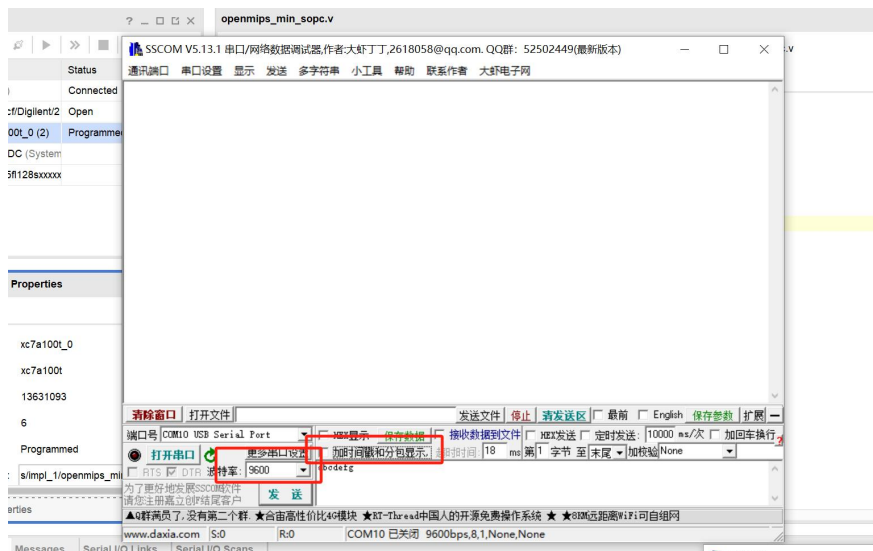 ? _ □ ⧉ ×
openmips_min_sopc.v
SSCOM V5.13.1 串口/网络数据调试器,作者:大虾丁丁,2618058@qq.com. QQ群: 52502449(最新版本)
.v
通讯端口 串口设置 显示 发送 多字符串 小工具 帮助 联系作者 大虾电子网
Status
Connected
:f/Digilent/2 Open
00t_0 (2) Programme
DC (System
5fl128sxxxxx
Properties
xc7a100t_0
xc7a100t
13631093
6
Programmed
s/impl_1/openmips_mi
erties
Messages Serial I/O Links Serial I/O Scans
清除窗口 打开文件 发送文件 停止 清发送区 最前 English 保存参数 扩展 —
端口号 COM10 USB Serial Port HEX显示 保存数据 接收数据到文件 HEX发送 定时发送: 10000 ms/次 加回车换行
打开串口 更多串口设置 加时间戳和分包显示, 超时时间: 18 ms 第1 字节 至 末尾 加校验 None
RTS DTR 波特率: 9600
abcdefg
为了更好地发展SSCOM软件
请您注册嘉立创F结尾客户
发 送
▲Q群满员了,没有第二个群. ★合宙高性价比4G模块 ★RT-Thread中国人的开源免费操作系统 ★ ★8KM远距离WiFi可自组网
www.daxia.com S:0 R:0 COM10 已关闭 9600bps,8,1,None,None